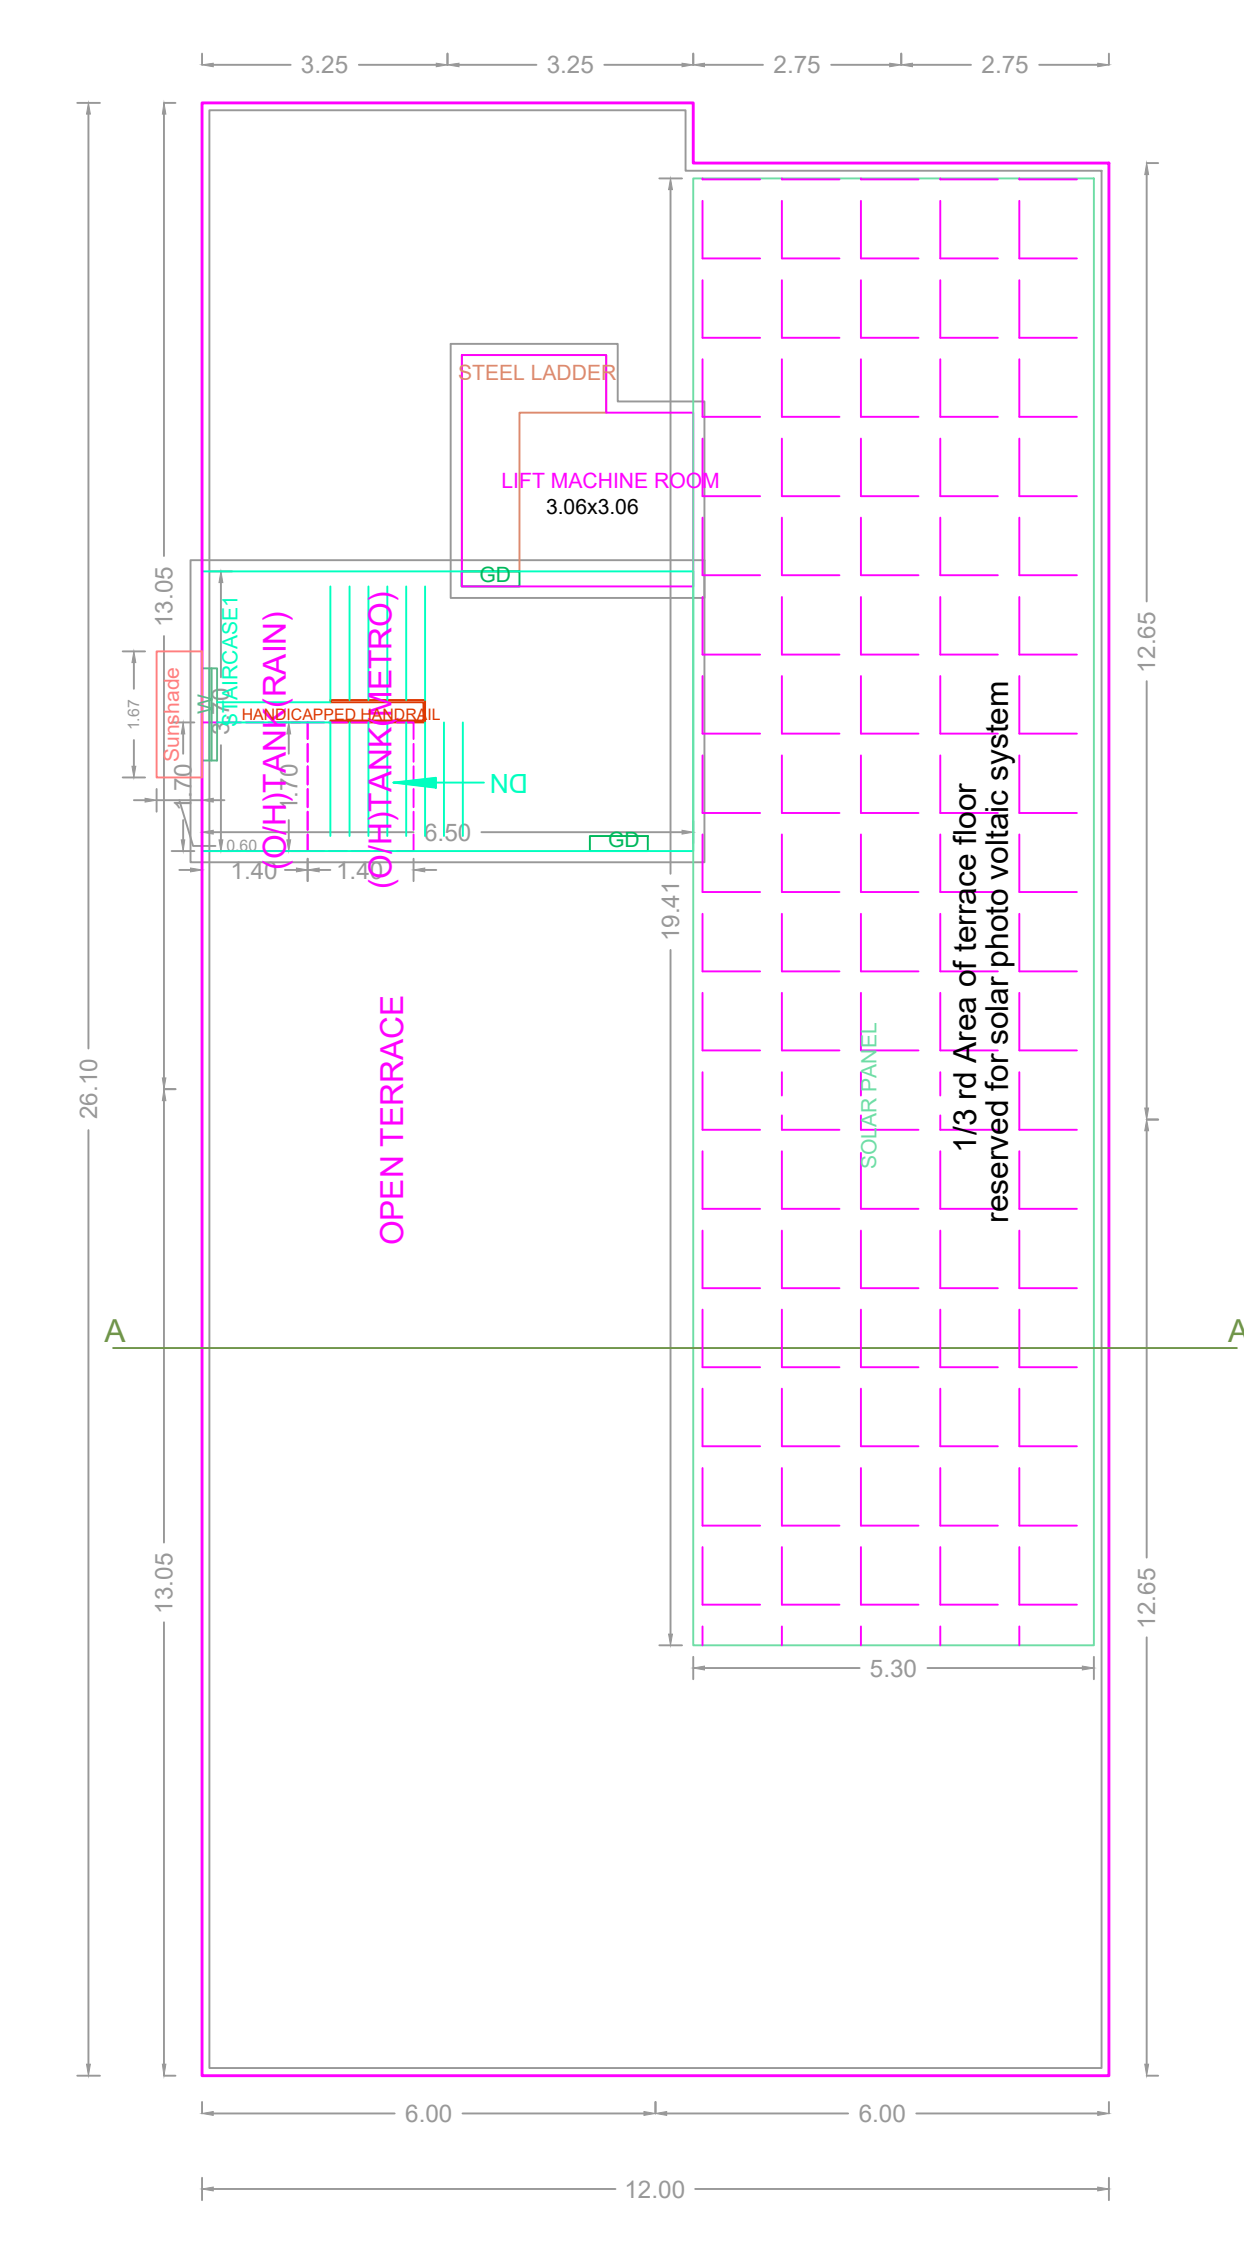 3.25
3.25
2.75
2.75
STEEL LADDER
LIFT MACHINE ROOM
3.06x3.06
GD
13.05
12.65
STAIRCASE1
(O/H)TANK(RAIN)
(O/H)TANK(METRO)
1.67
Sunshade
W
3.70
HANDICAPPED HANDRAIL
1.70
1.70
DN
6.50
GD
0.60
1.40
1.40
19.41
1/3 rd Area of terrace floor
reserved for solar photo voltaic system
OPEN TERRACE
SOLAR PANEL
26.10
A
A
13.05
12.65
5.30
6.00
6.00
12.00